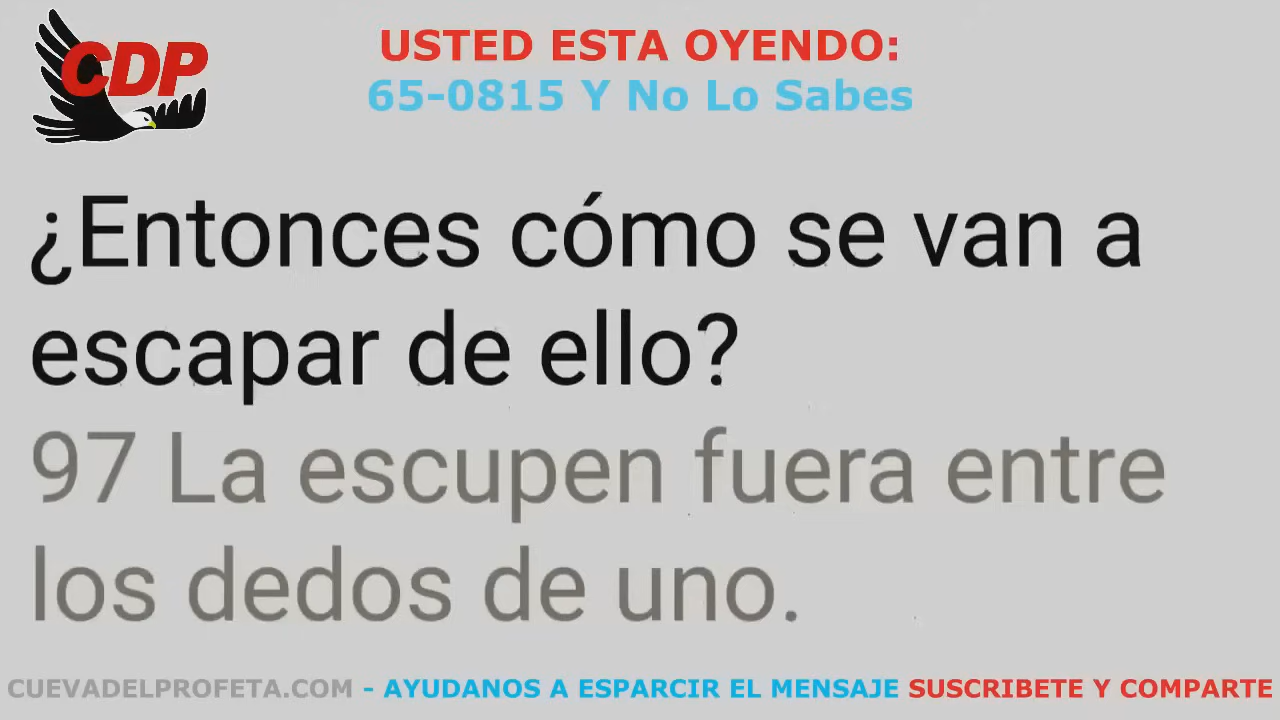 CDP
USTED ESTA OYENDO:
65-0815 Y No Lo Sabes
¿Entonces cómo se van a
escapar de ello?
97 La escupen fuera entre
los dedos de uno.
CUEVADELPROFETA.COM - AYUDANOS A ESPARCIR EL MENSAJE SUSCRIBETE Y COMPARTE